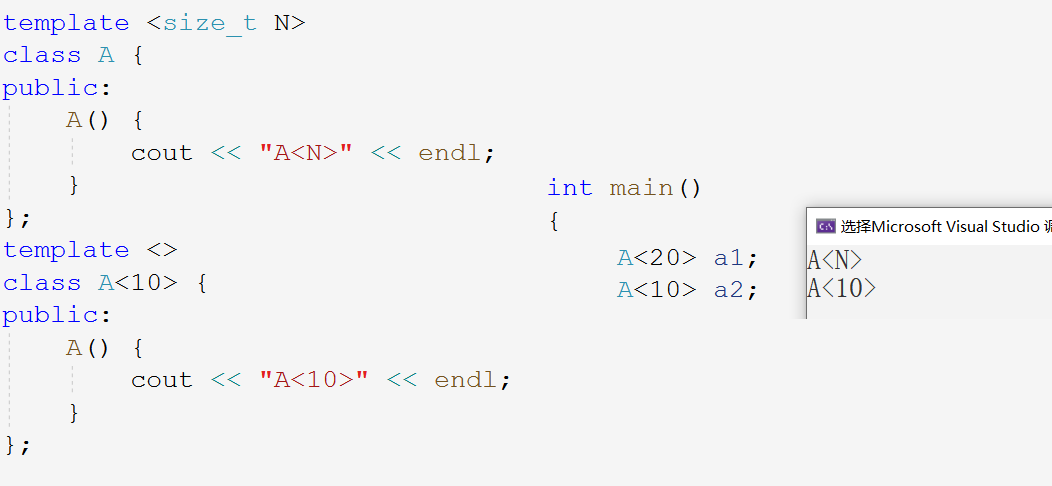 template <size_t N>
class A {
public:
    A() {
        cout << "A<N>" << endl;
    }
};
template <>
class A<10> {
public:
    A() {
        cout << "A<10>" << endl;
    }
};
int main()
{
    A<20> a1;
    A<10> a2;
选择Microsoft Visual Studio 调
A<N>
A<10>